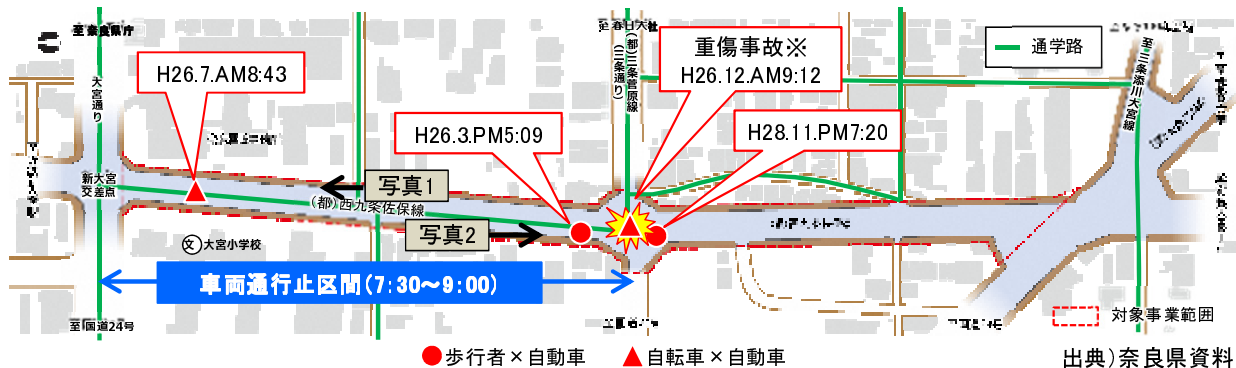 至奈良県庁
至春日大社
大宮通り
(都)三条菅原線
(三条通り)
至三条添川大宮線
通学路
H26.7.AM8:43
重傷事故※
H26.12.AM9:12
H26.3.PM5:09
H28.11.PM7:20
新大宮
交差点
写真1
(都)西九条佐保線
写真2
文
大宮小学校
車両通行止区間(7:30～9:00)
至国道24号
対象事業範囲
歩行者×自動車
自転車×自動車
出典)奈良県資料